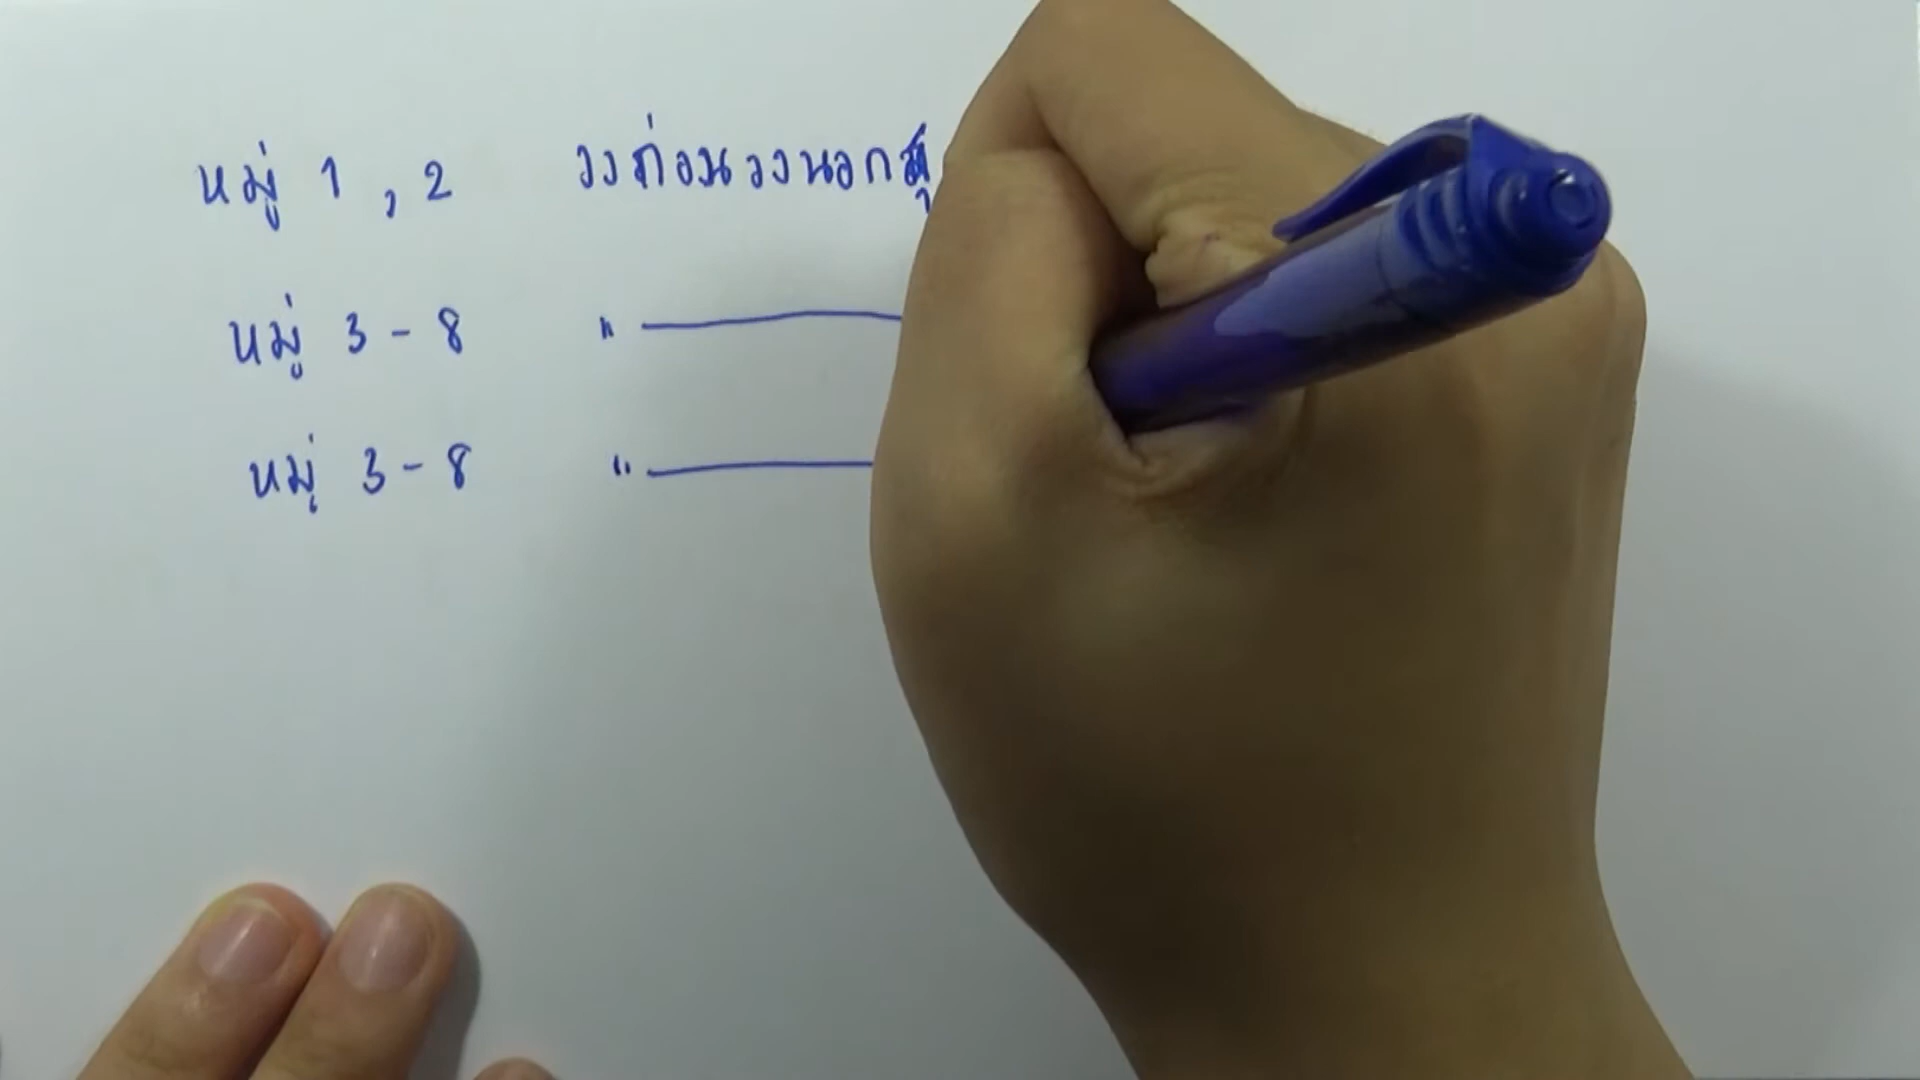 หมู่ 1 , 2 วงก่อนวงนอกสุ
หมู่ 3 - 8 "
หมู่ 3 - 8 "